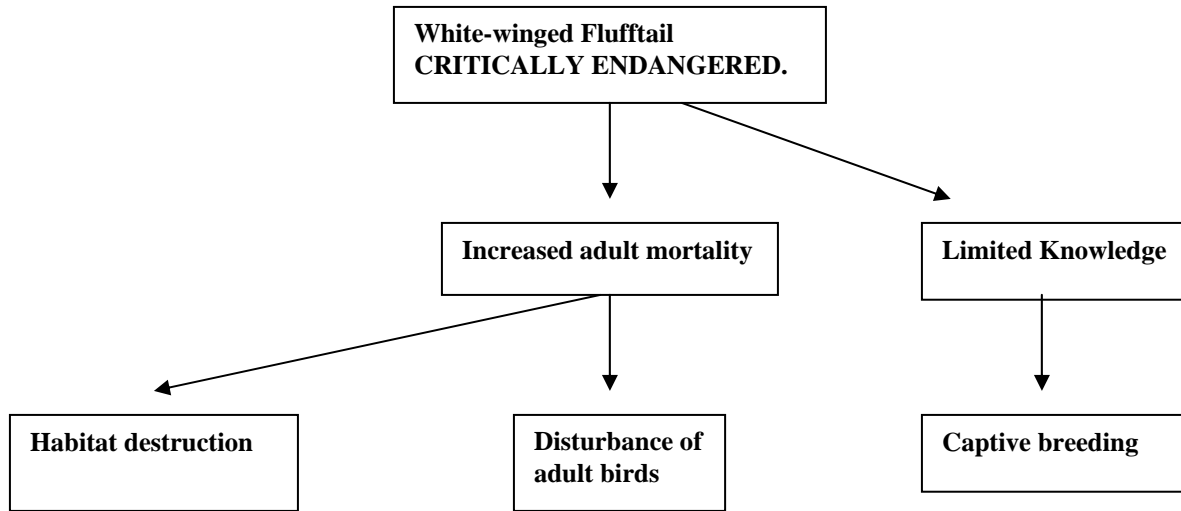 White-winged Flufftail
CRITICALLY ENDANGERED.
Increased adult mortality
Limited Knowledge
Habitat destruction
Disturbance of
adult birds
Captive breeding